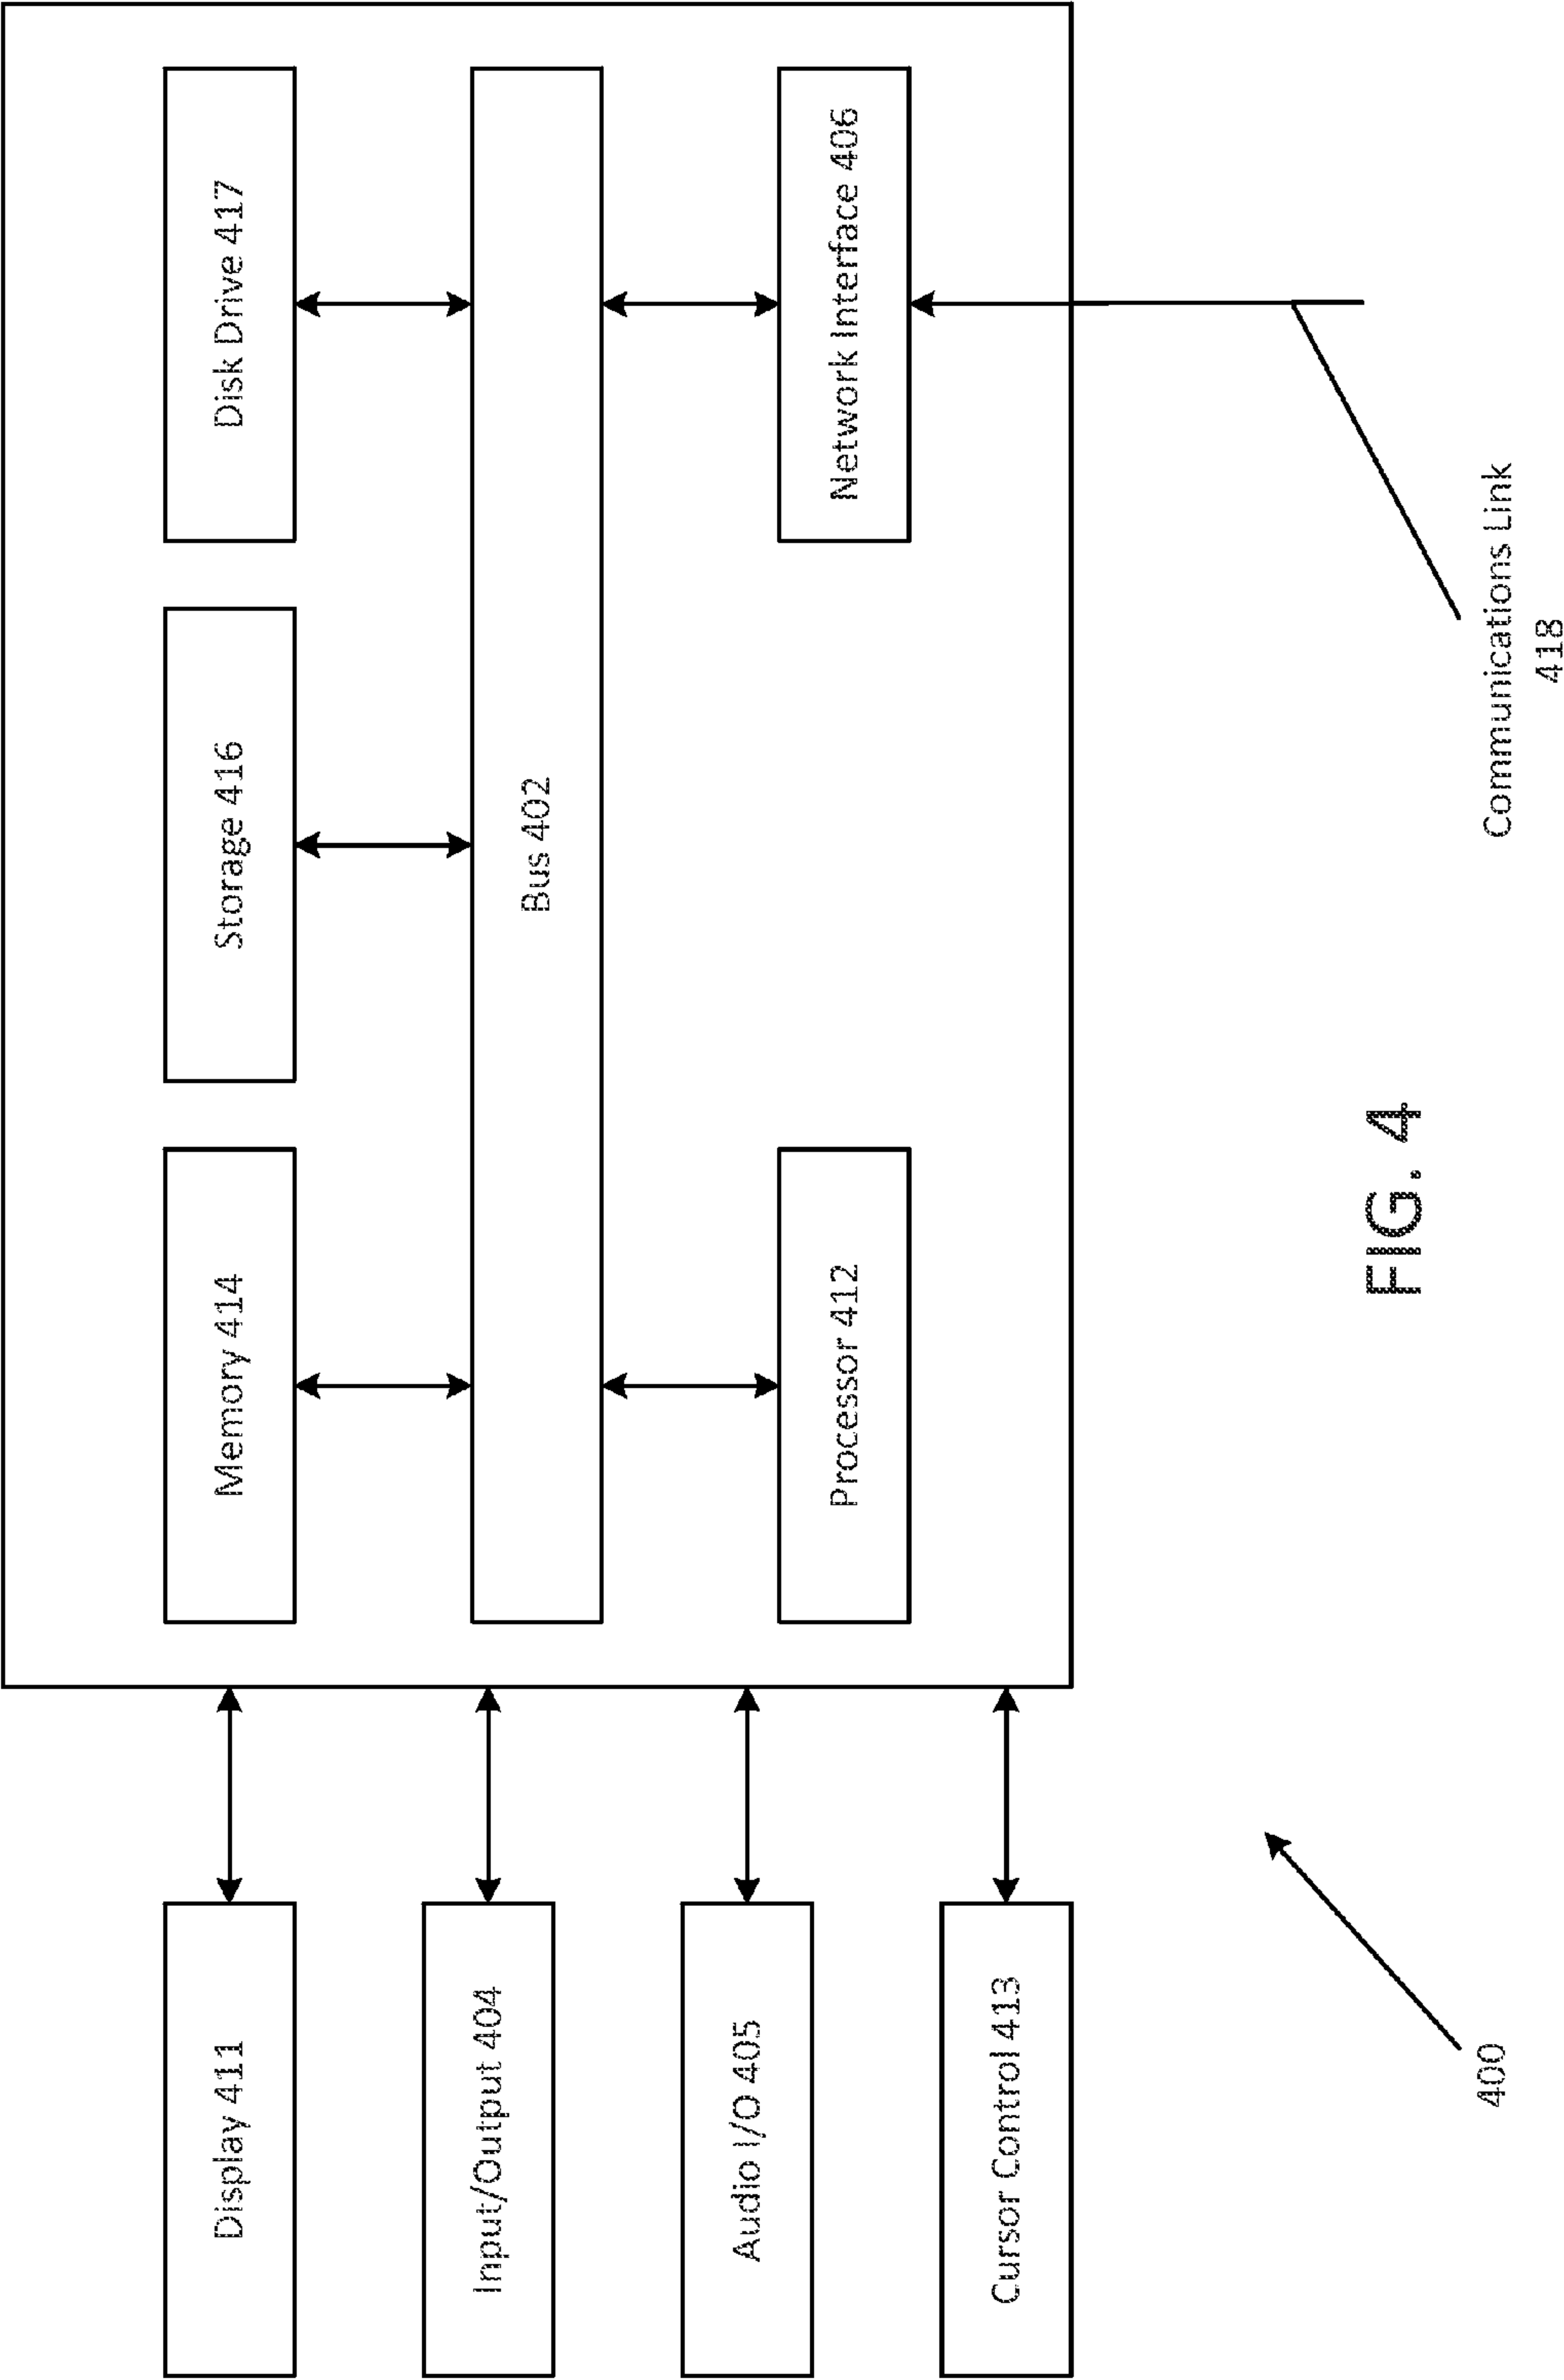 Display 411
Memory 414
Storage 416
Disk Drive 417
Input/Output 404
Bus 402
Audio I/O 405
Processor 412
Network Interface 406
Cursor Control 413
400
FIG. 4
Communications Link
418